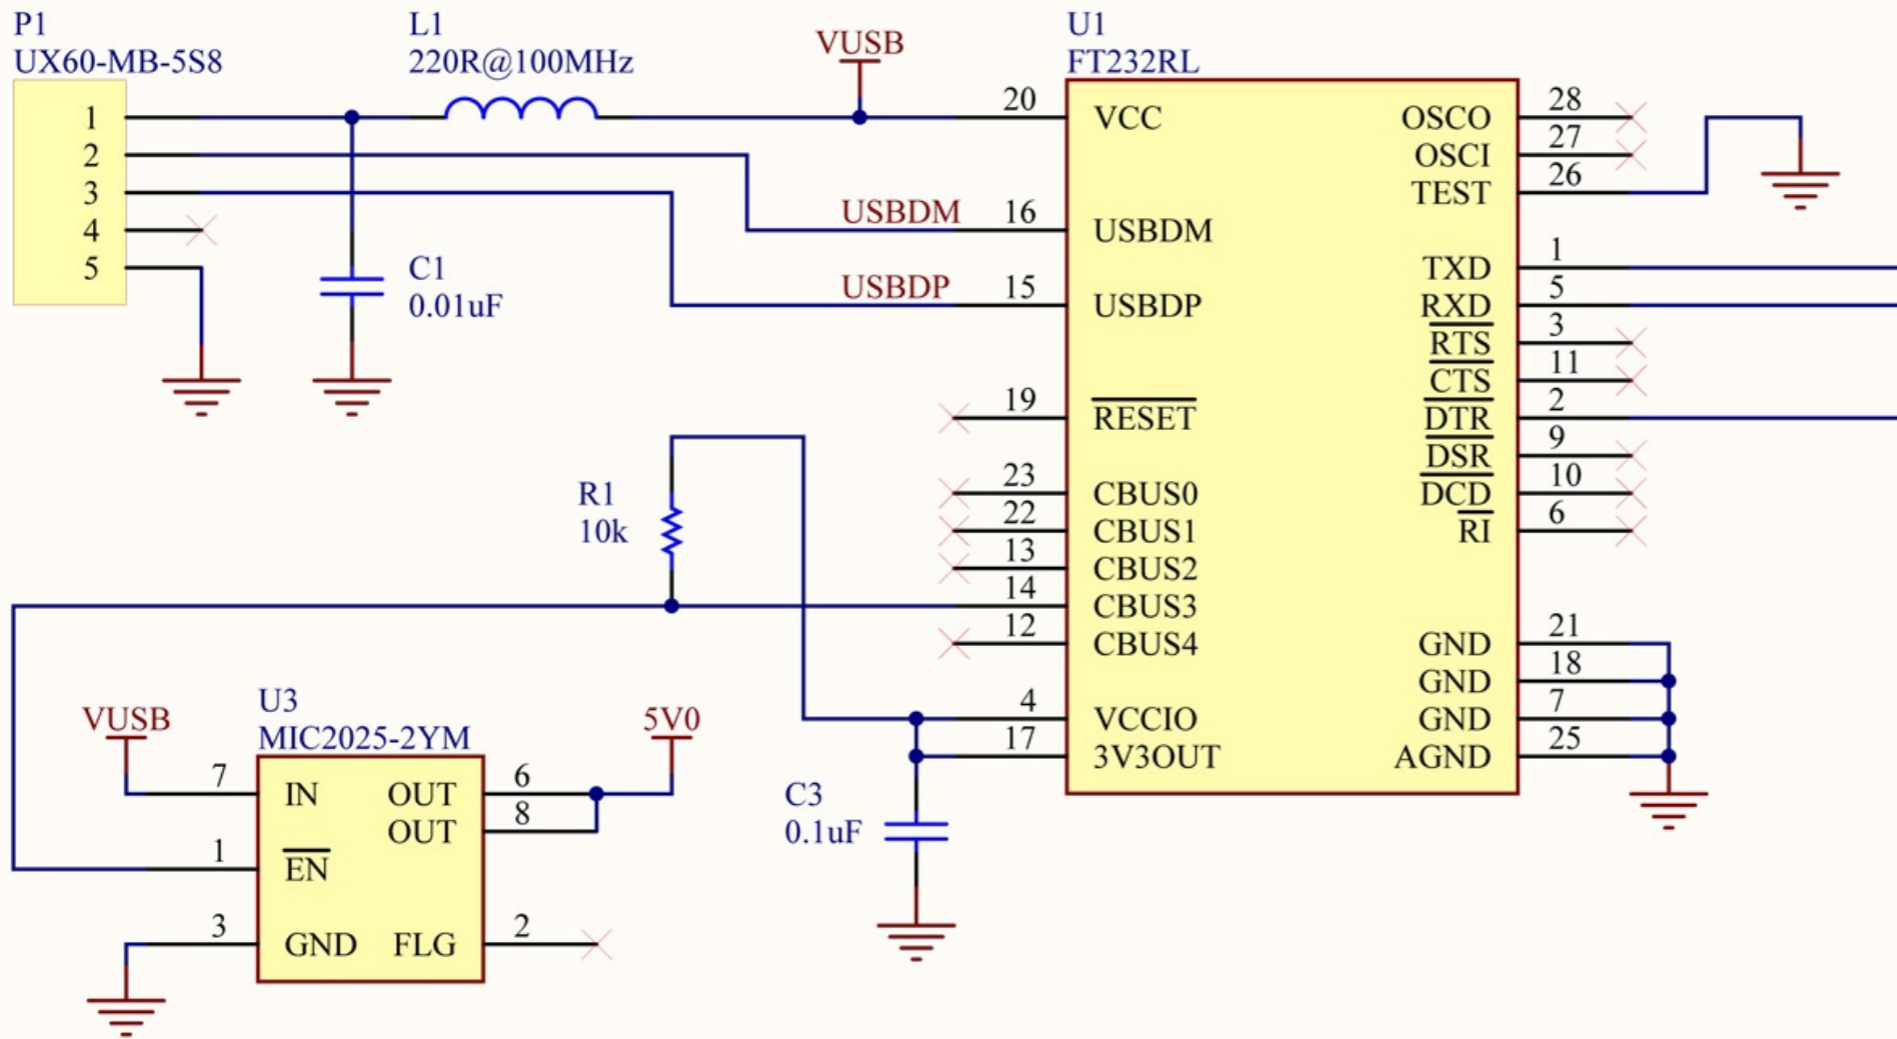 P1
UX60-MB-5S8
1
2
3
4
5
L1
220R@100MHz
VUSB
C1
0.01uF
USBDM
USBDP
R1
10k
U1
FT232RL
20 VCC
16 USBDM
15 USBDP
19 RESET
23 CBUS0
22 CBUS1
13 CBUS2
14 CBUS3
12 CBUS4
4 VCCIO
17 3V3OUT
OSCO 28
OSCI 27
TEST 26
TXD 1
RXD 5
RTS 3
CTS 11
DTR 2
DSR 9
DCD 10
RI 6
GND 21
GND 18
GND 7
AGND 25
C3
0.1uF
VUSB
U3
MIC2025-2YM
5V0
7 IN OUT 6
OUT 8
1 EN
3 GND FLG 2